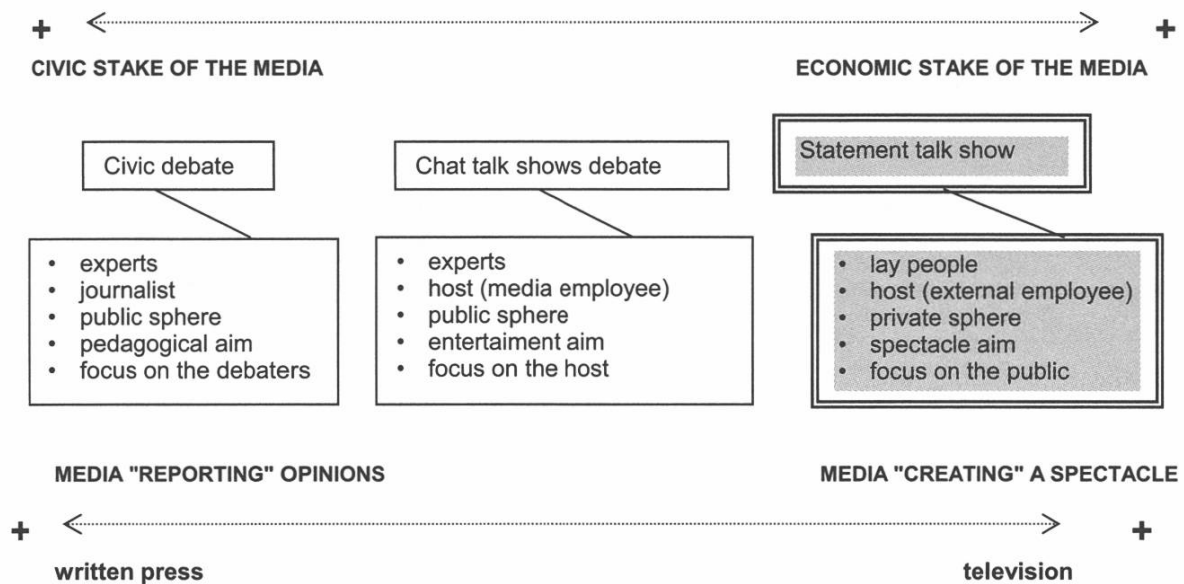 + +
CIVIC STAKE OF THE MEDIA
ECONOMIC STAKE OF THE MEDIA
Civic debate
Chat talk shows debate
Statement talk show
• experts
• journalist
• public sphere
• pedagogical aim
• focus on the debaters
• experts
• host (media employee)
• public sphere
• entertaiment aim
• focus on the host
• lay people
• host (external employee)
• private sphere
• spectacle aim
• focus on the public
MEDIA "REPORTING" OPINIONS
MEDIA "CREATING" A SPECTACLE
+ +
written press
television